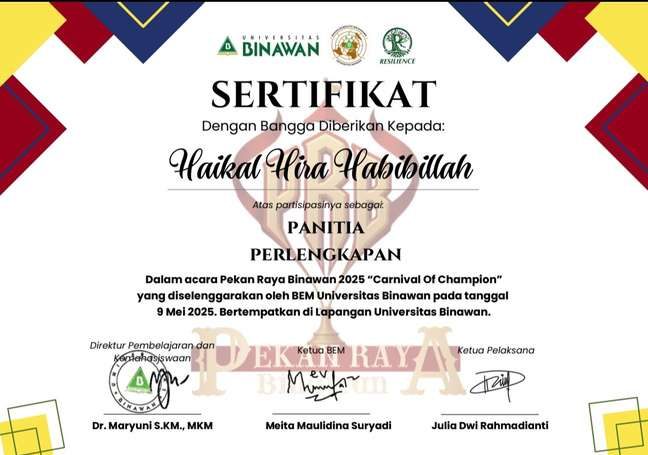 UNIVERSITAS
BINAWAN
RESILIENCE
SERTIFIKAT
Dengan Bangga Diberikan Kepada:
Haikal Hira Habibillah
Atas partisipasinya sebagai:
PANITIA
PERLENGKAPAN
Dalam acara Pekan Raya Binawan 2025 “Carnival Of Champion”
yang diselenggarakan oleh BEM Universitas Binawan pada tanggal
9 Mei 2025. Bertempatkan di Lapangan Universitas Binawan.
PRB
PEKAN RAYA
Direktur Pembelajaran dan
Kemahasiswaan
Ketua BEM
Ketua Pelaksana
BINAWAN
Dr. Maryuni S.KM., MKM
Meita Maulidina Suryadi
Julia Dwi Rahmadianti